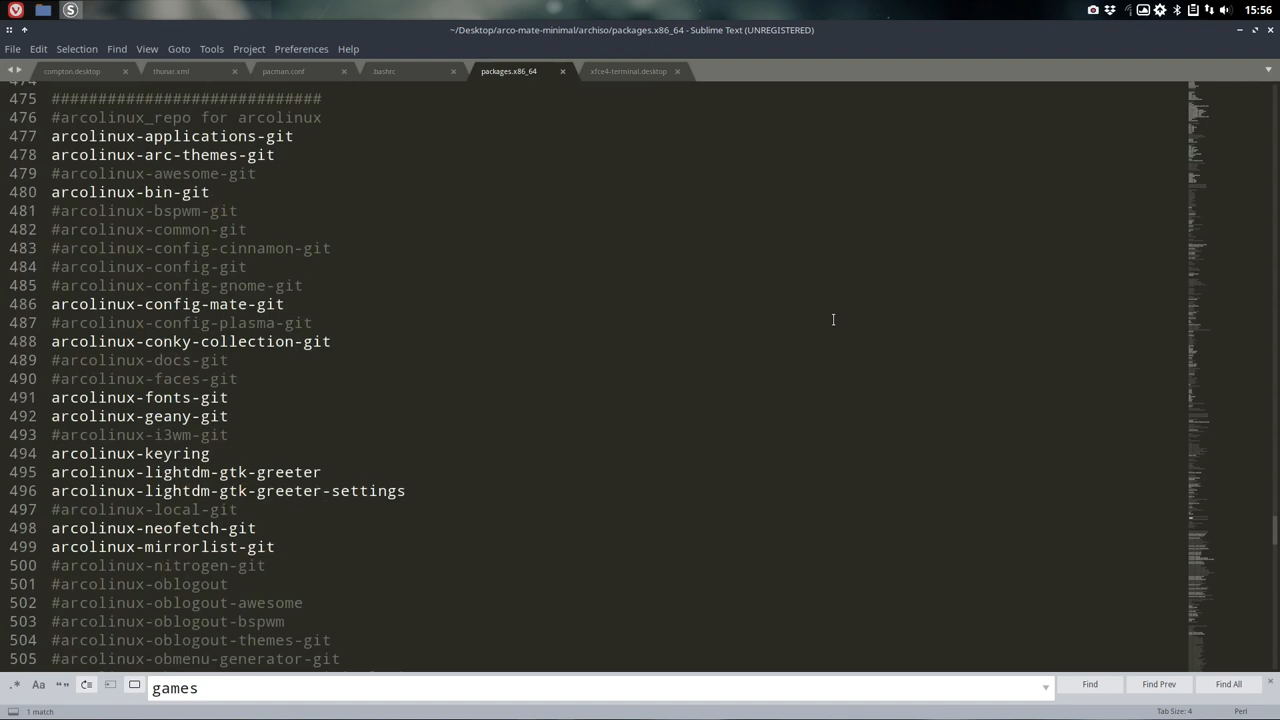 15:56
~/Desktop/arco-mate-minimal/archiso/packages.x86_64 - Sublime Text (UNREGISTERED)
File Edit Selection Find View Goto Tools Project Preferences Help
compton.desktop thunar.xml pacman.conf .bashrc packages.x86_64 xfce4-terminal.desktop
474
475 #############################
476 #arcolinux_repo for arcolinux
477 arcolinux-applications-git
478 arcolinux-arc-themes-git
479 #arcolinux-awesome-git
480 arcolinux-bin-git
481 #arcolinux-bspwm-git
482 #arcolinux-common-git
483 #arcolinux-config-cinnamon-git
484 #arcolinux-config-git
485 #arcolinux-config-gnome-git
486 arcolinux-config-mate-git
487 #arcolinux-config-plasma-git
488 arcolinux-conky-collection-git
489 #arcolinux-docs-git
490 #arcolinux-faces-git
491 arcolinux-fonts-git
492 arcolinux-geany-git
493 #arcolinux-i3wm-git
494 arcolinux-keyring
495 arcolinux-lightdm-gtk-greeter
496 arcolinux-lightdm-gtk-greeter-settings
497 #arcolinux-local-git
498 arcolinux-neofetch-git
499 arcolinux-mirrorlist-git
500 #arcolinux-nitrogen-git
501 #arcolinux-oblogout
502 #arcolinux-oblogout-awesome
503 #arcolinux-oblogout-bspwm
504 #arcolinux-oblogout-themes-git
505 #arcolinux-obmenu-generator-git
.* Aa “” games Find Find Prev Find All
1 match Tab Size: 4 Perl